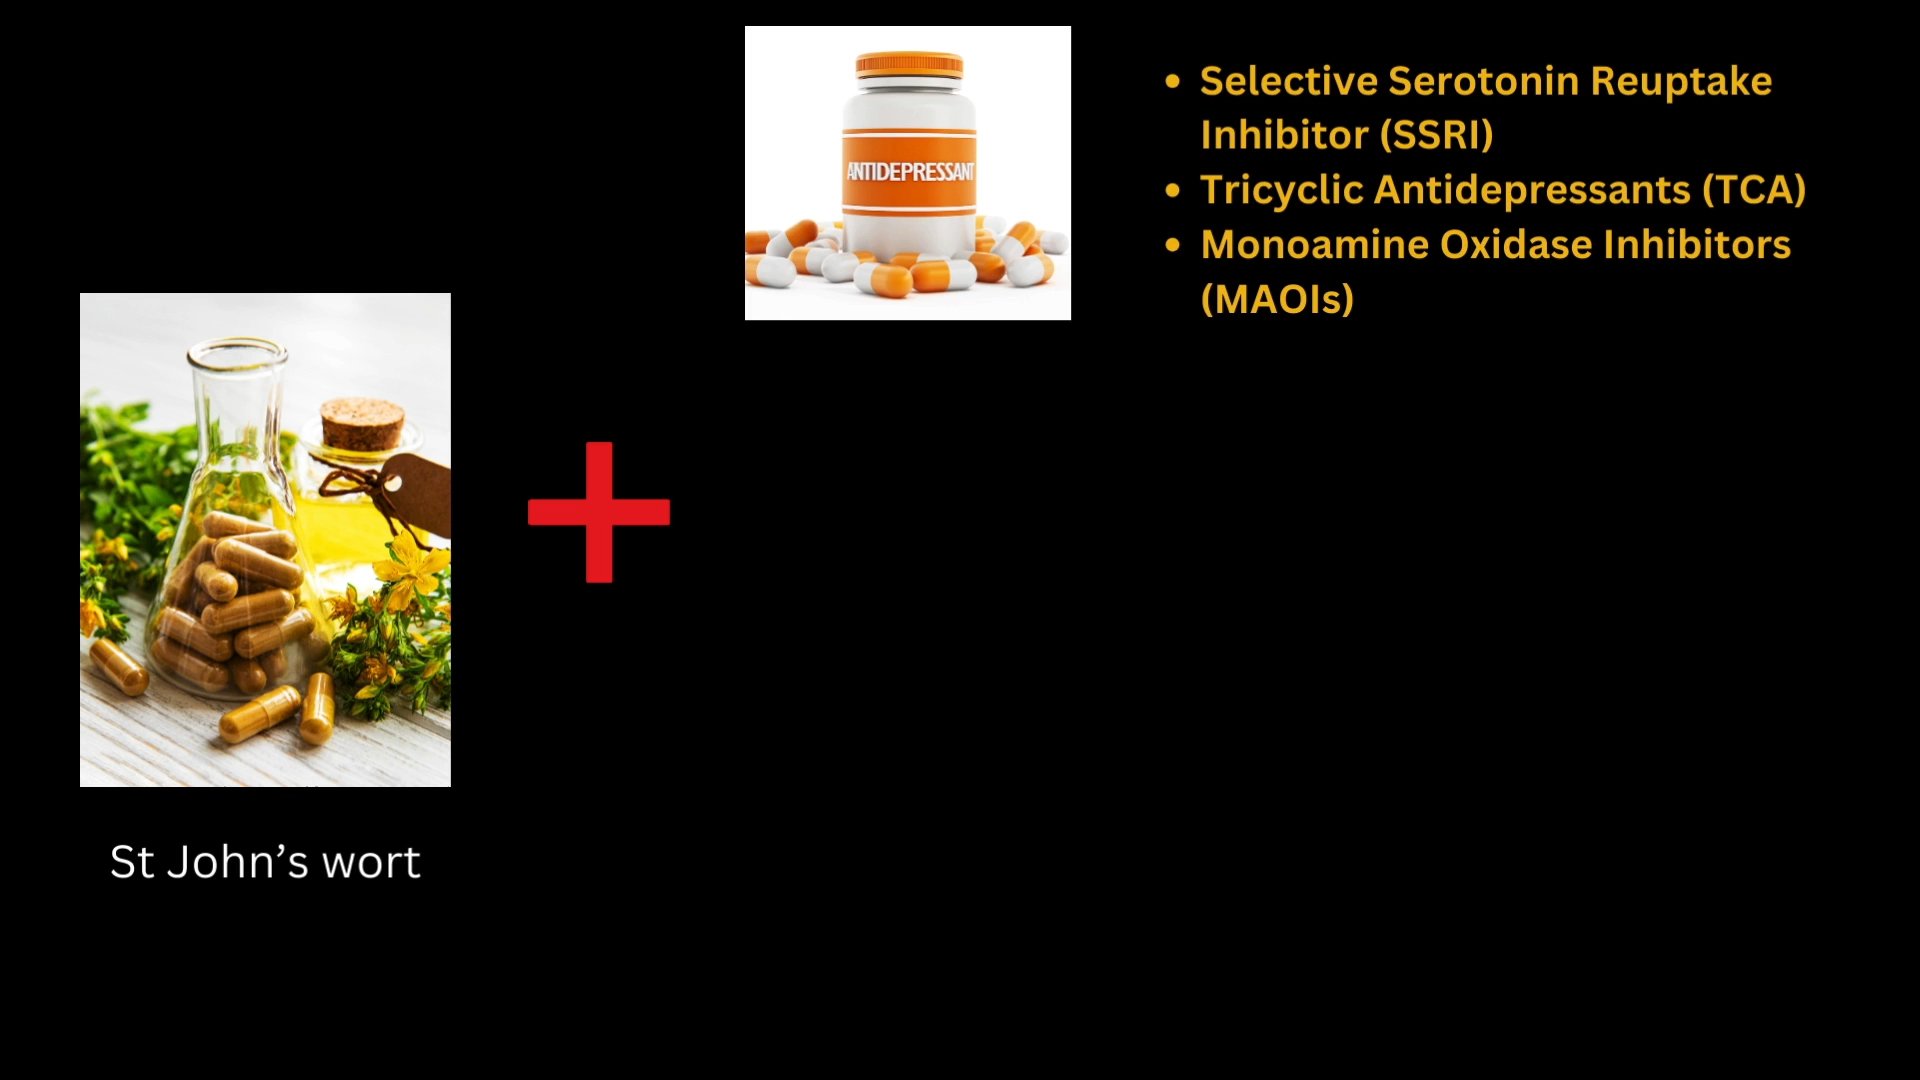 ANTIDEPRESSANT
• Selective Serotonin Reuptake
Inhibitor (SSRI)
• Tricyclic Antidepressants (TCA)
• Monoamine Oxidase Inhibitors
(MAOIs)
St John’s wort